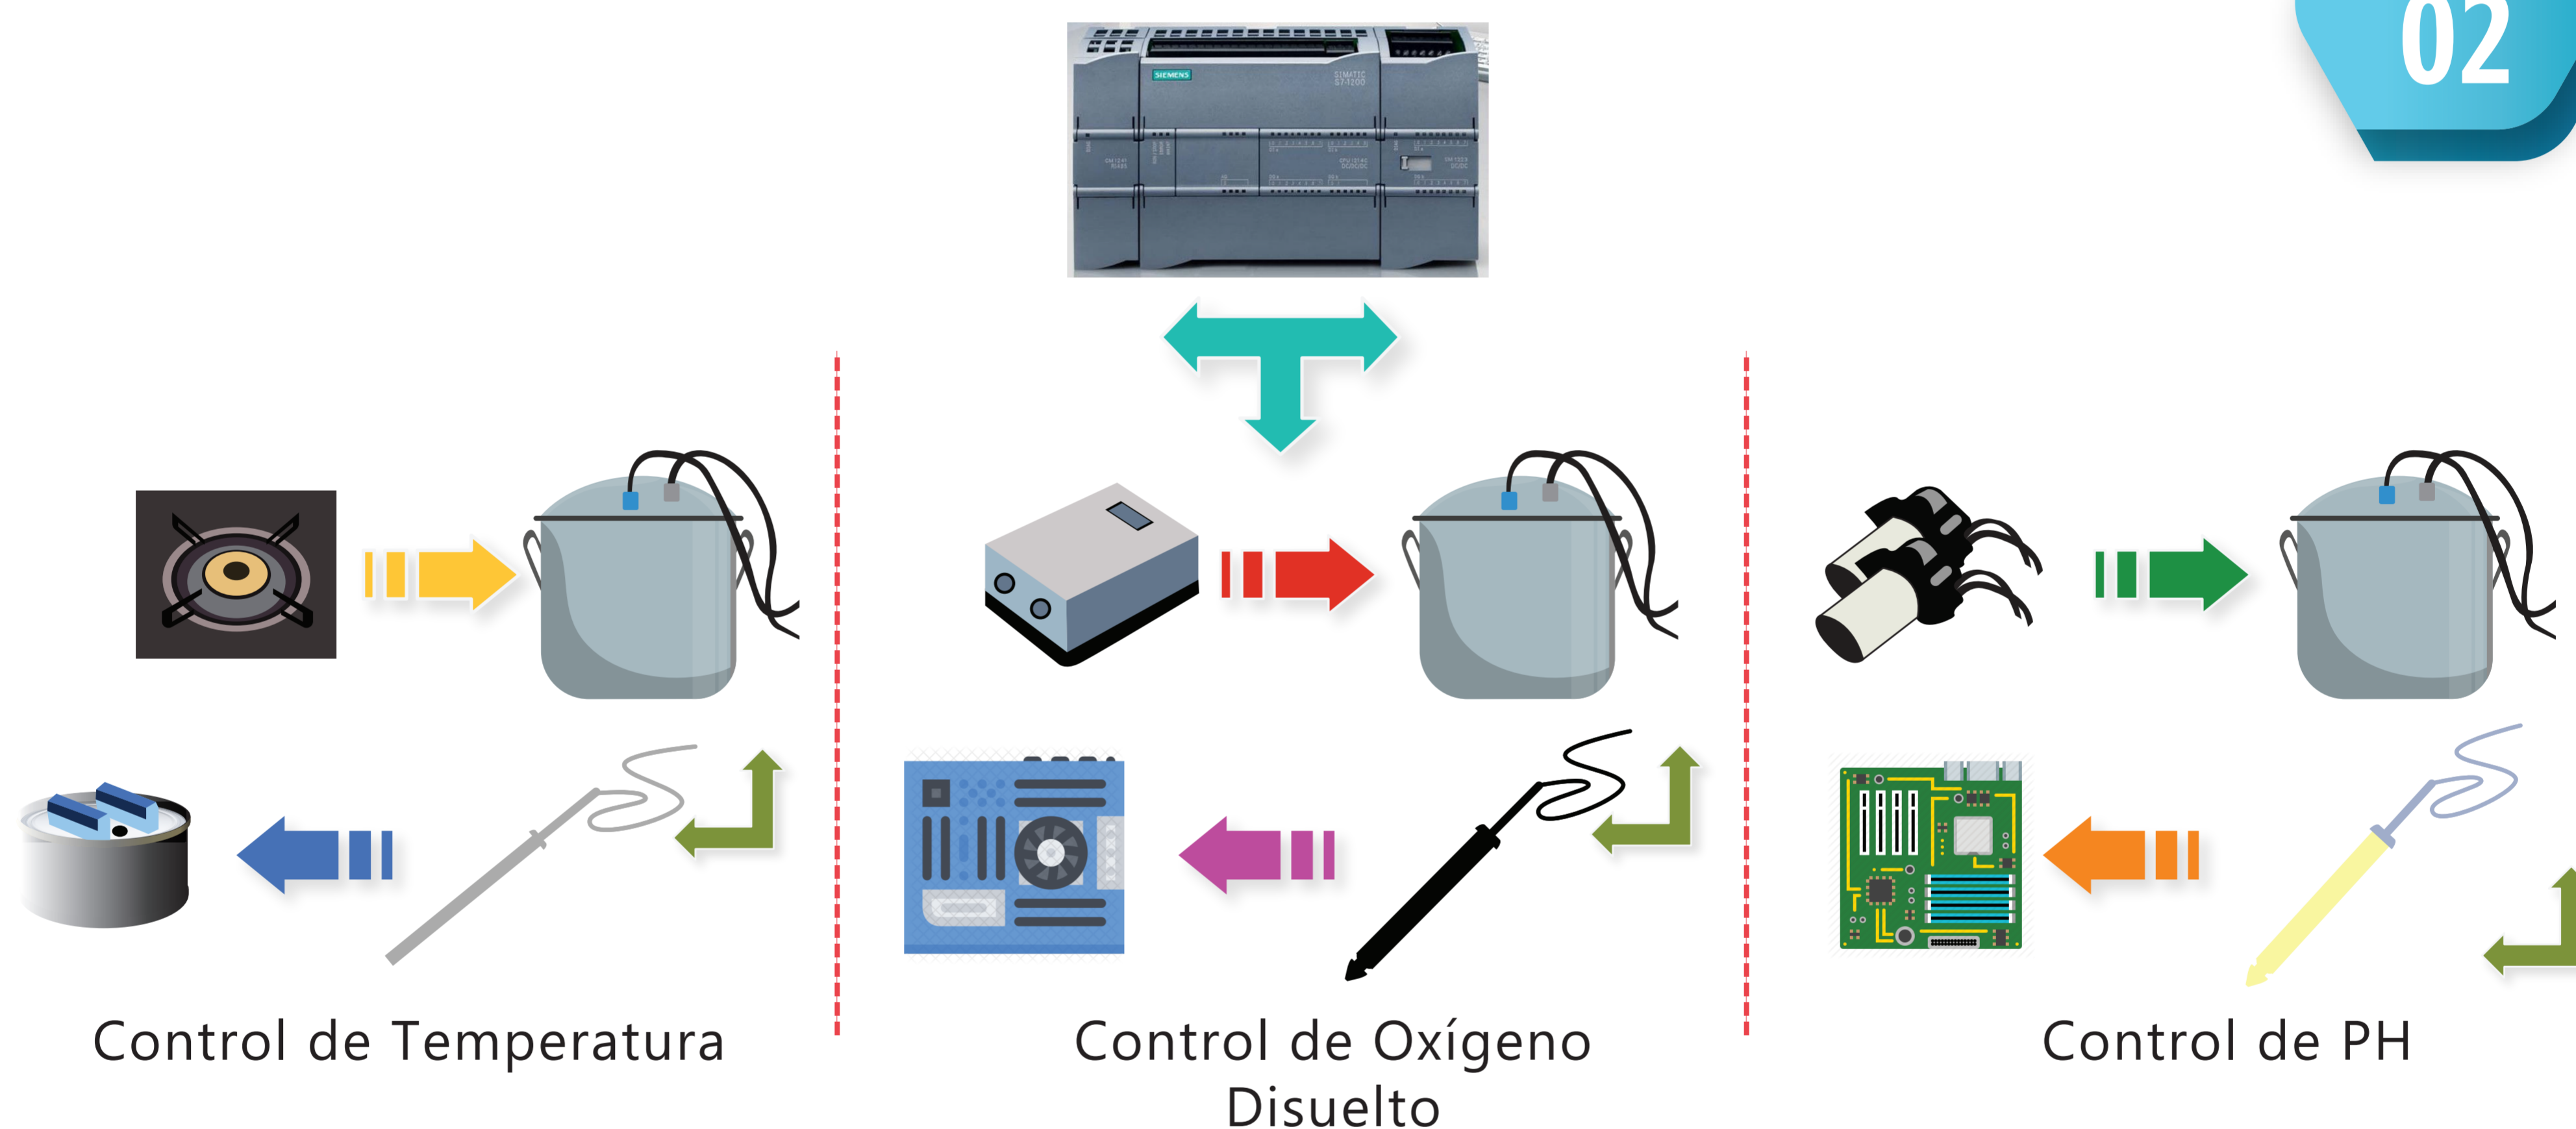 02
SIEMENS
SIMATIC
S7-1200
Control de Temperatura
Control de Oxígeno
Disuelto
Control de PH